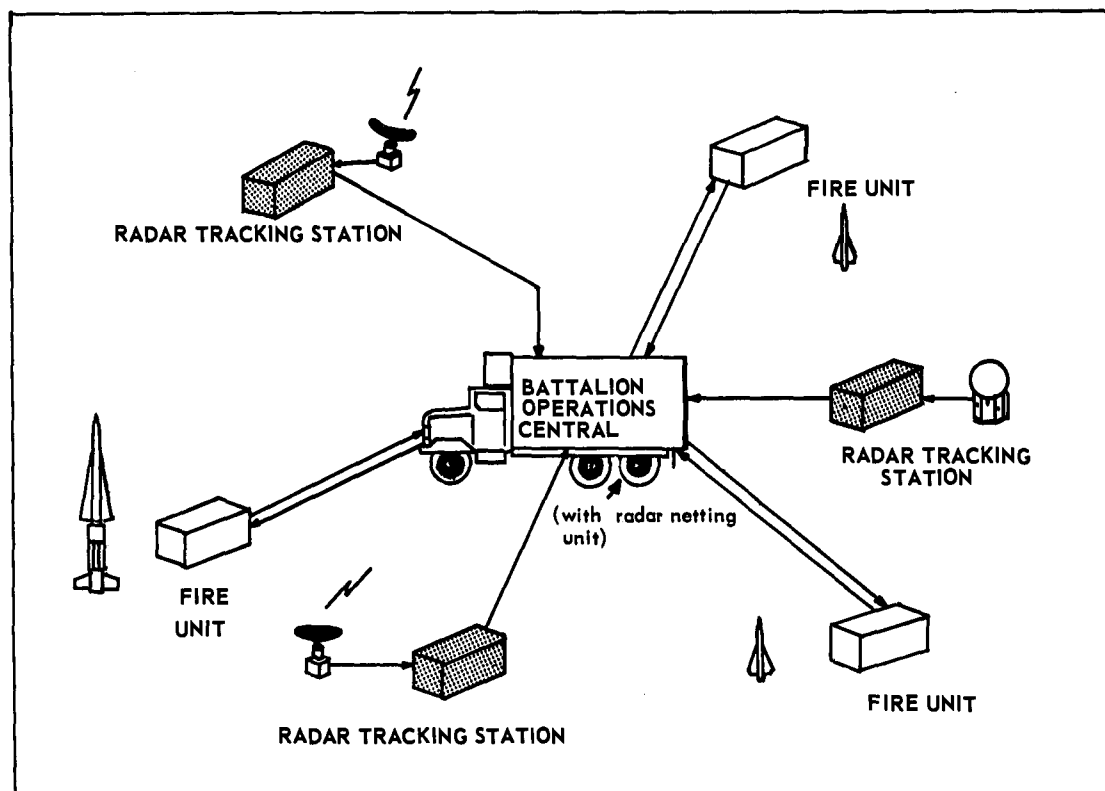 RADAR TRACKING STATION
FIRE UNIT
BATTALION
OPERATIONS
CENTRAL
RADAR TRACKING
STATION
(with radar netting
unit)
FIRE
UNIT
FIRE UNIT
RADAR TRACKING STATION